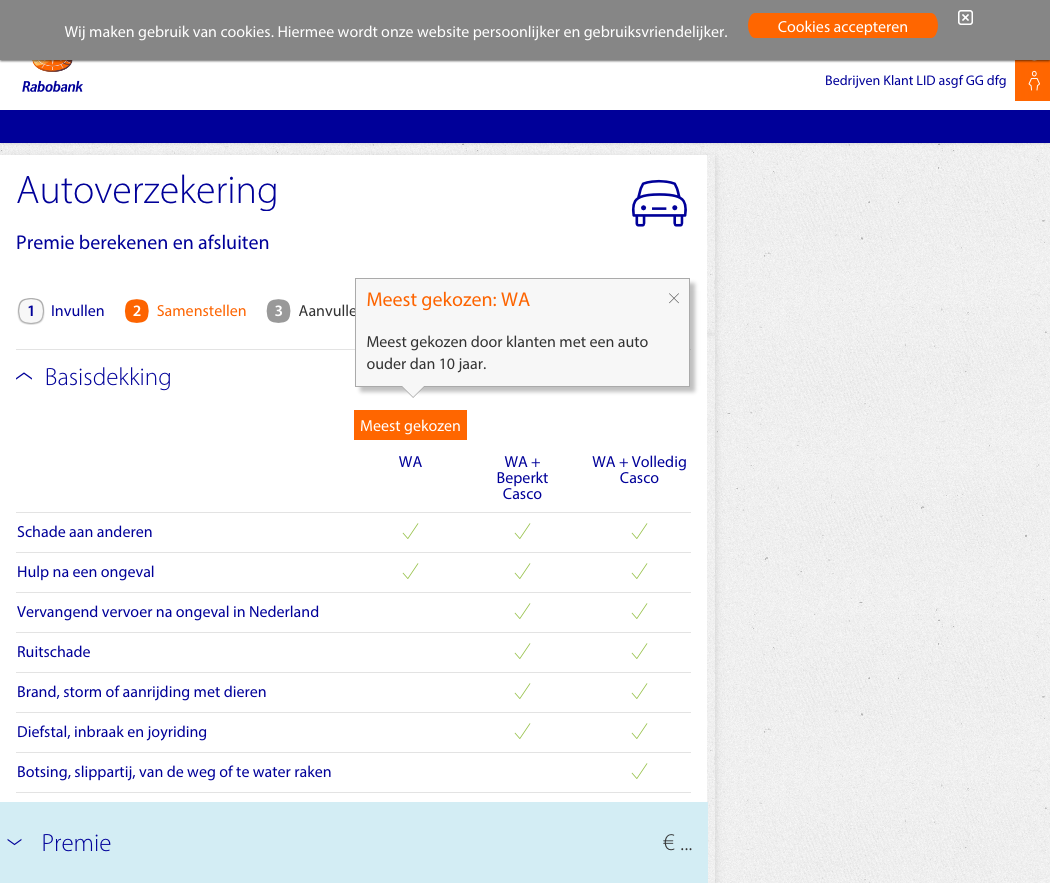 Wij maken gebruik van cookies. Hiermee wordt onze website persoonlijker en gebruiksvriendelijker.
Cookies accepteren
Rabobank
Bedrijven Klant LID asgf GG dfg
Autoverzekering
Premie berekenen en afsluiten
1 Invullen 2 Samenstellen 3 Aanvulle
Meest gekozen: WA
Meest gekozen door klanten met een auto
ouder dan 10 jaar.
Basisdekking
Meest gekozen
WA
WA +
Beperkt
Casco
WA + Volledig
Casco
Schade aan anderen
Hulp na een ongeval
Vervangend vervoer na ongeval in Nederland
Ruitschade
Brand, storm of aanrijding met dieren
Diefstal, inbraak en joyriding
Botsing, slippartij, van de weg of te water raken
Premie € ...